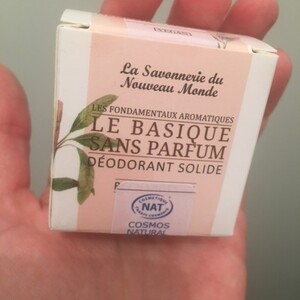 La Savonnerie du
Nouveau Monde
LES FONDAMENTAUX AROMATIQUES
LE BASIQUE
SANS PARFUM
DÉODORANT SOLIDE
NAT
COSMOS
NATURAL